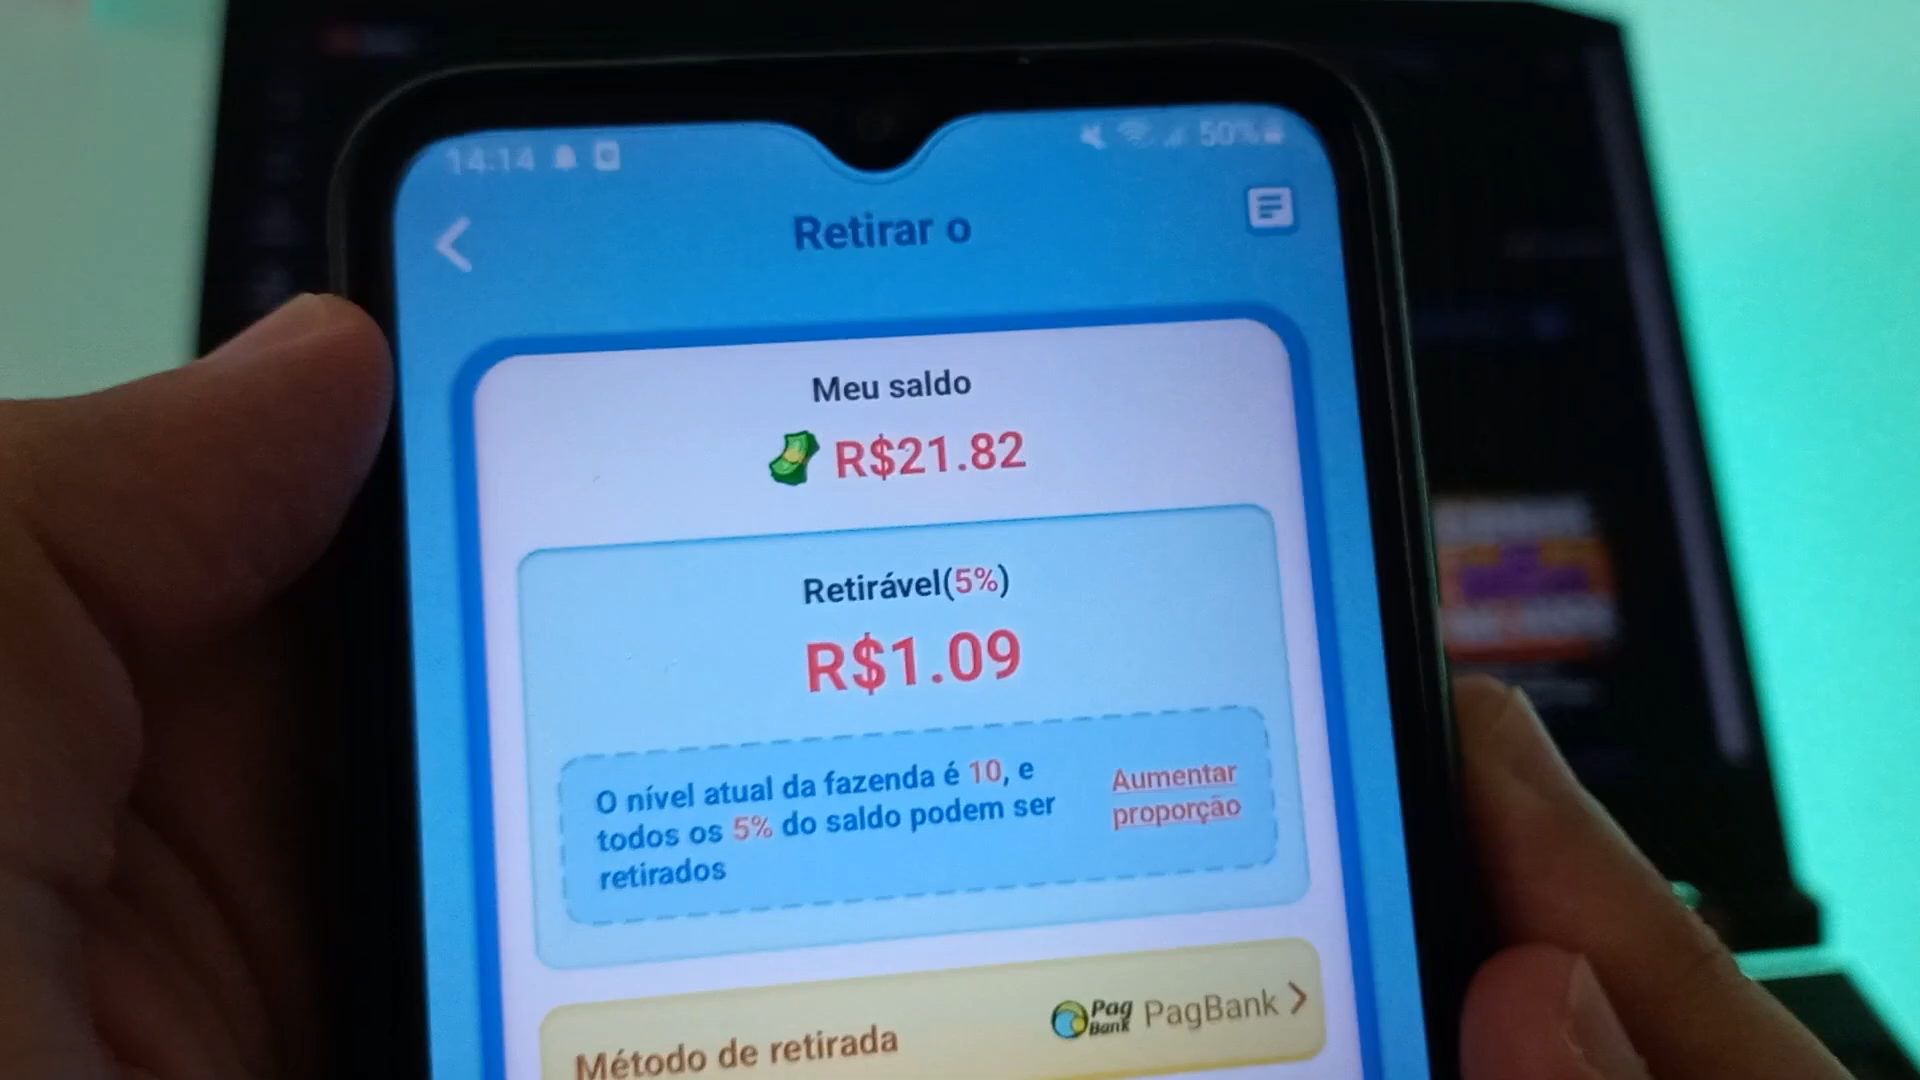 14:14
50%
Retirar o
Meu saldo
R$21.82
Retirável(5%)
R$1.09
O nível atual da fazenda é 10, e
todos os 5% do saldo podem ser
retirados
Aumentar
proporção
Método de retirada
Pag
Bank
PagBank